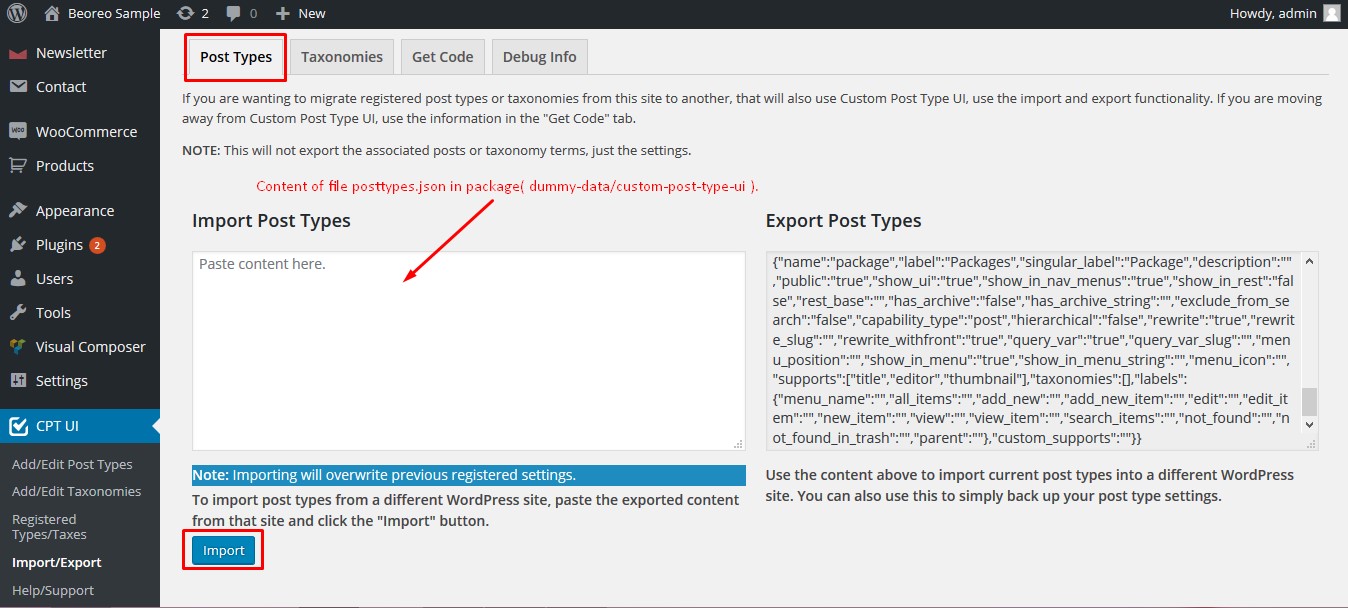 Beoreo Sample 2 0 New Howdy, admin
Newsletter
Contact
WooCommerce
Products
Appearance
Plugins 2
Users
Tools
Visual Composer
Settings
CPT UI
Add/Edit Post Types
Add/Edit Taxonomies
Registered
Types/Taxes
Import/Export
Help/Support
Post Types Taxonomies Get Code Debug Info
If you are wanting to migrate registered post types or taxonomies from this site to another, that will also use Custom Post Type UI, use the import and export functionality. If you are moving
away from Custom Post Type UI, use the information in the "Get Code" tab.
NOTE: This will not export the associated posts or taxonomy terms, just the settings.
Content of file posttypes.json in package( dummy-data/custom-post-type-ui ).
Import Post Types
Paste content here.
Note: Importing will overwrite previous registered settings.
To import post types from a different WordPress site, paste the exported content
from that site and click the "Import" button.
Import
Export Post Types
{"name":"package","label":"Packages","singular_label":"Package","description":""
,"public":"true","show_ui":"true","show_in_nav_menus":"true","show_in_rest":"fal
se","rest_base":"","has_archive":"false","has_archive_string":"","exclude_from_se
arch":"false","capability_type":"post","hierarchical":"false","rewrite":"true","rewrit
e_slug":"","rewrite_withfront":"true","query_var":"true","query_var_slug":"","men
u_position":"","show_in_menu":"true","show_in_menu_string":"","menu_icon":"",
"supports":["title","editor","thumbnail"],"taxonomies":[],"labels":
{"menu_name":"","all_items":"","add_new":"","add_new_item":"","edit":"","edit_it
em":"","new_item":"","view":"","view_item":"","search_items":"","not_found":"","n
ot_found_in_trash":"","parent":""},"custom_supports":""}}
Use the content above to import current post types into a different WordPress
site. You can also use this to simply back up your post type settings.